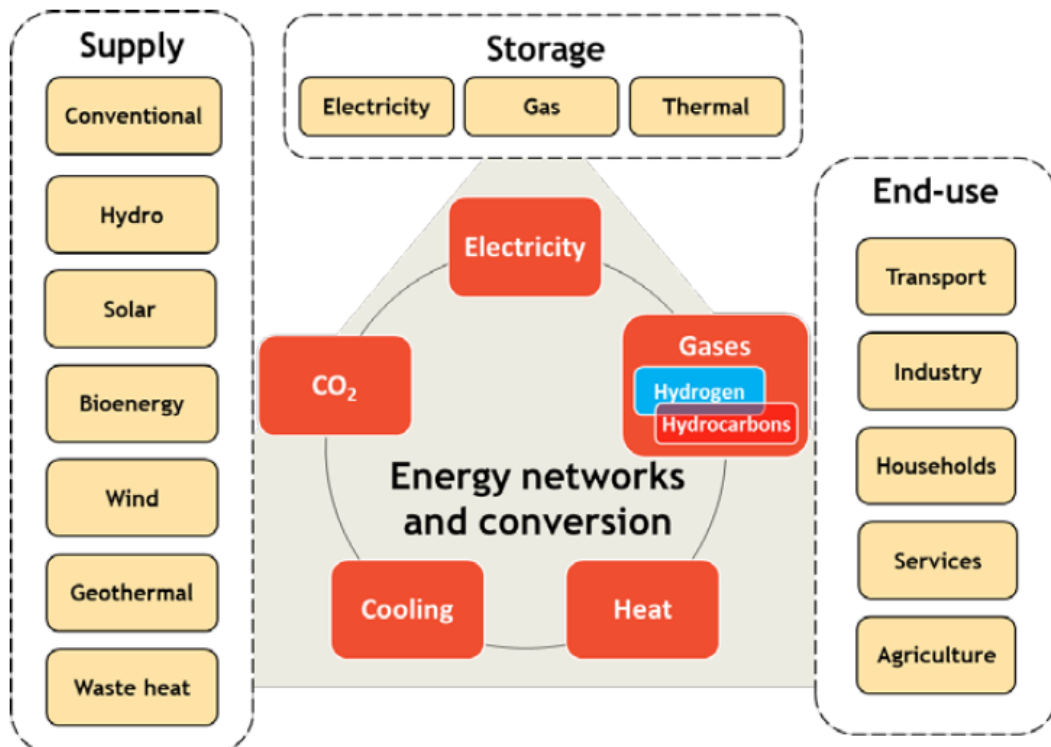 Supply
Conventional
Hydro
Solar
Bioenergy
Wind
Geothermal
Waste heat
Storage
Electricity
Gas
Thermal
Electricity
Gases
Hydrogen
Hydrocarbons
CO₂
Energy networks
and conversion
Cooling
Heat
End-use
Transport
Industry
Households
Services
Agriculture